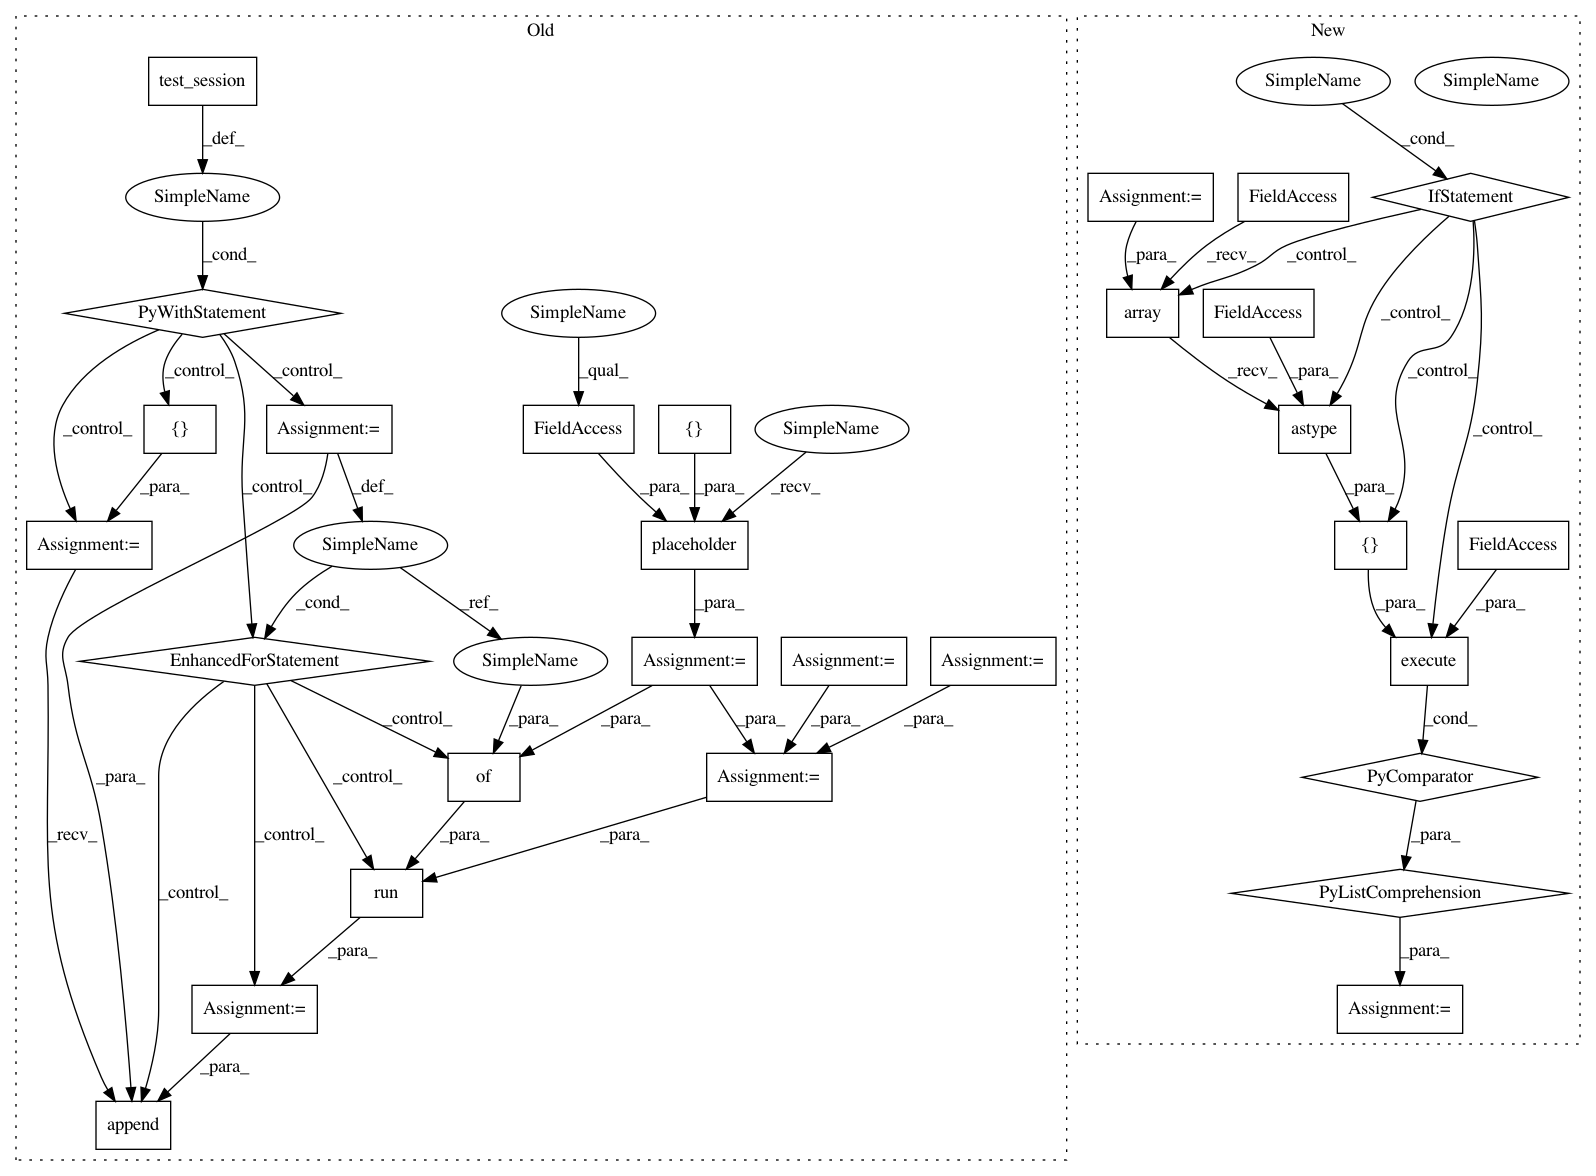 Old
New
test_session
SimpleName
SimpleName
_def_
_cond_
SimpleName
Assignment:=
FieldAccess
IfStatement
_cond_
_para_
_recv_
_control_
PyWithStatement
SimpleName
array
FieldAccess
_control_
_control_
_control_
_qual_
_recv_
_para_
_control_
{}
Assignment:=
FieldAccess
{}
SimpleName
astype
_control_
_control_
_para_
_control_
_def_
_para_
_para_
_recv_
_para_
Assignment:=
SimpleName
placeholder
{}
FieldAccess
_cond_
_ref_
_para_
_para_
_para_
EnhancedForStatement
SimpleName
Assignment:=
Assignment:=
Assignment:=
execute
_control_
_para_
_para_
_para_
_para_
_para_
_cond_
_para_
_control_
of
Assignment:=
PyComparator
_recv_
_control_
_para_
_para_
_para_
_control_
run
PyListComprehension
_para_
_para_
Assignment:=
Assignment:=
_para_
append